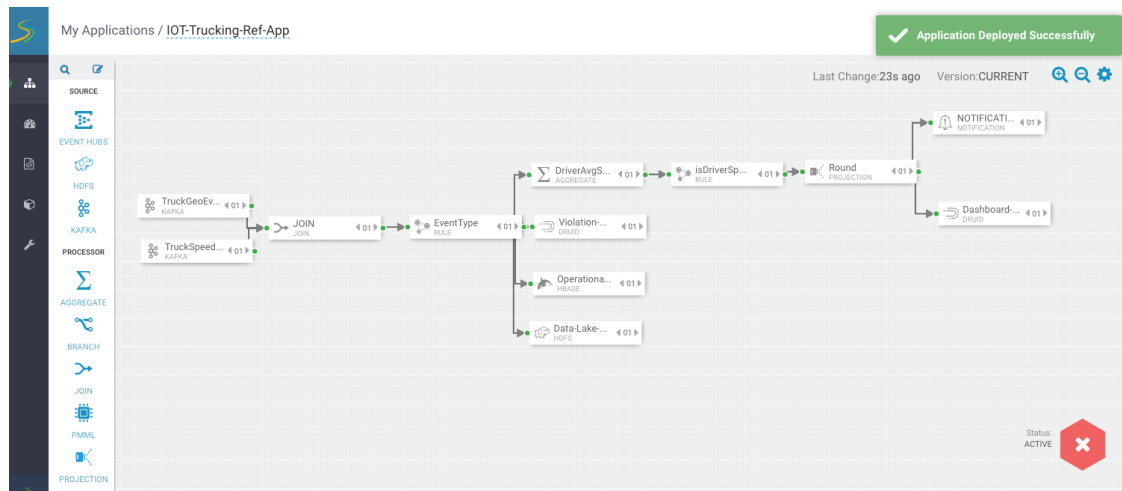 My Applications / IOT-Trucking-Ref-App
Application Deployed Successfully
Last Change:23s ago Version:CURRENT
SOURCE
EVENT HUBS
HDFS
KAFKA
PROCESSOR
AGGREGATE
BRANCH
JOIN
PMML
PROJECTION
TruckGeoEv... 01
KAFKA
TruckSpeed... 01
KAFKA
JOIN 01
JOIN
EventType 01
RULE
DriverAvgS... 01
AGGREGATE
isDriverSp... 01
RULE
Round 01
PROJECTION
NOTIFICATI... 01
NOTIFICATION
Dashboard-... 01
DRUID
Violation-... 01
DRUID
Operationa... 01
HBASE
Data-Lake-... 01
HDFS
Status:
ACTIVE